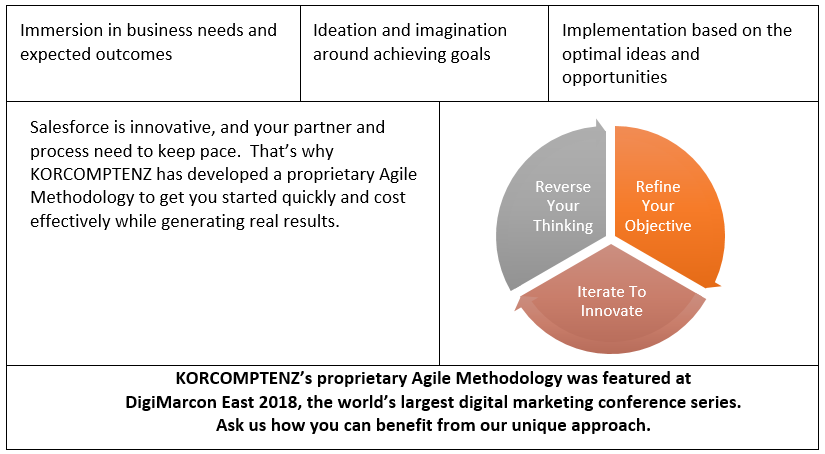 Immersion in business needs and
expected outcomes
Ideation and imagination
around achieving goals
Implementation based on the
optimal ideas and
opportunities
Salesforce is innovative, and your partner and
process need to keep pace.  That’s why
KORCOMPTENZ has developed a proprietary Agile
Methodology to get you started quickly and cost
effectively while generating real results.
Reverse
Your
Thinking
Refine
Your
Objective
Iterate To
Innovate
KORCOMPTENZ’s proprietary Agile Methodology was featured at
DigiMarcon East 2018, the world’s largest digital marketing conference series.
Ask us how you can benefit from our unique approach.